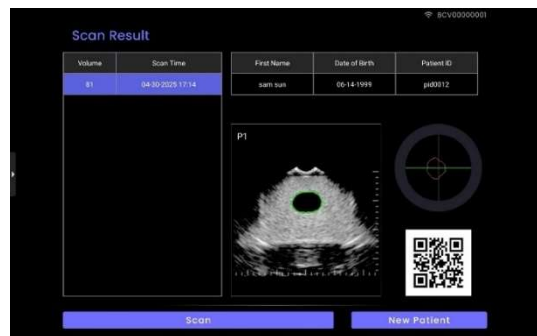 BCV00000001
Scan Result
Volume Scan Time
81 04-30-2025 17:14
First Name Date of Birth Patient ID
sam sun 06-14-1999 pid0012
P1
Scan
New Patient